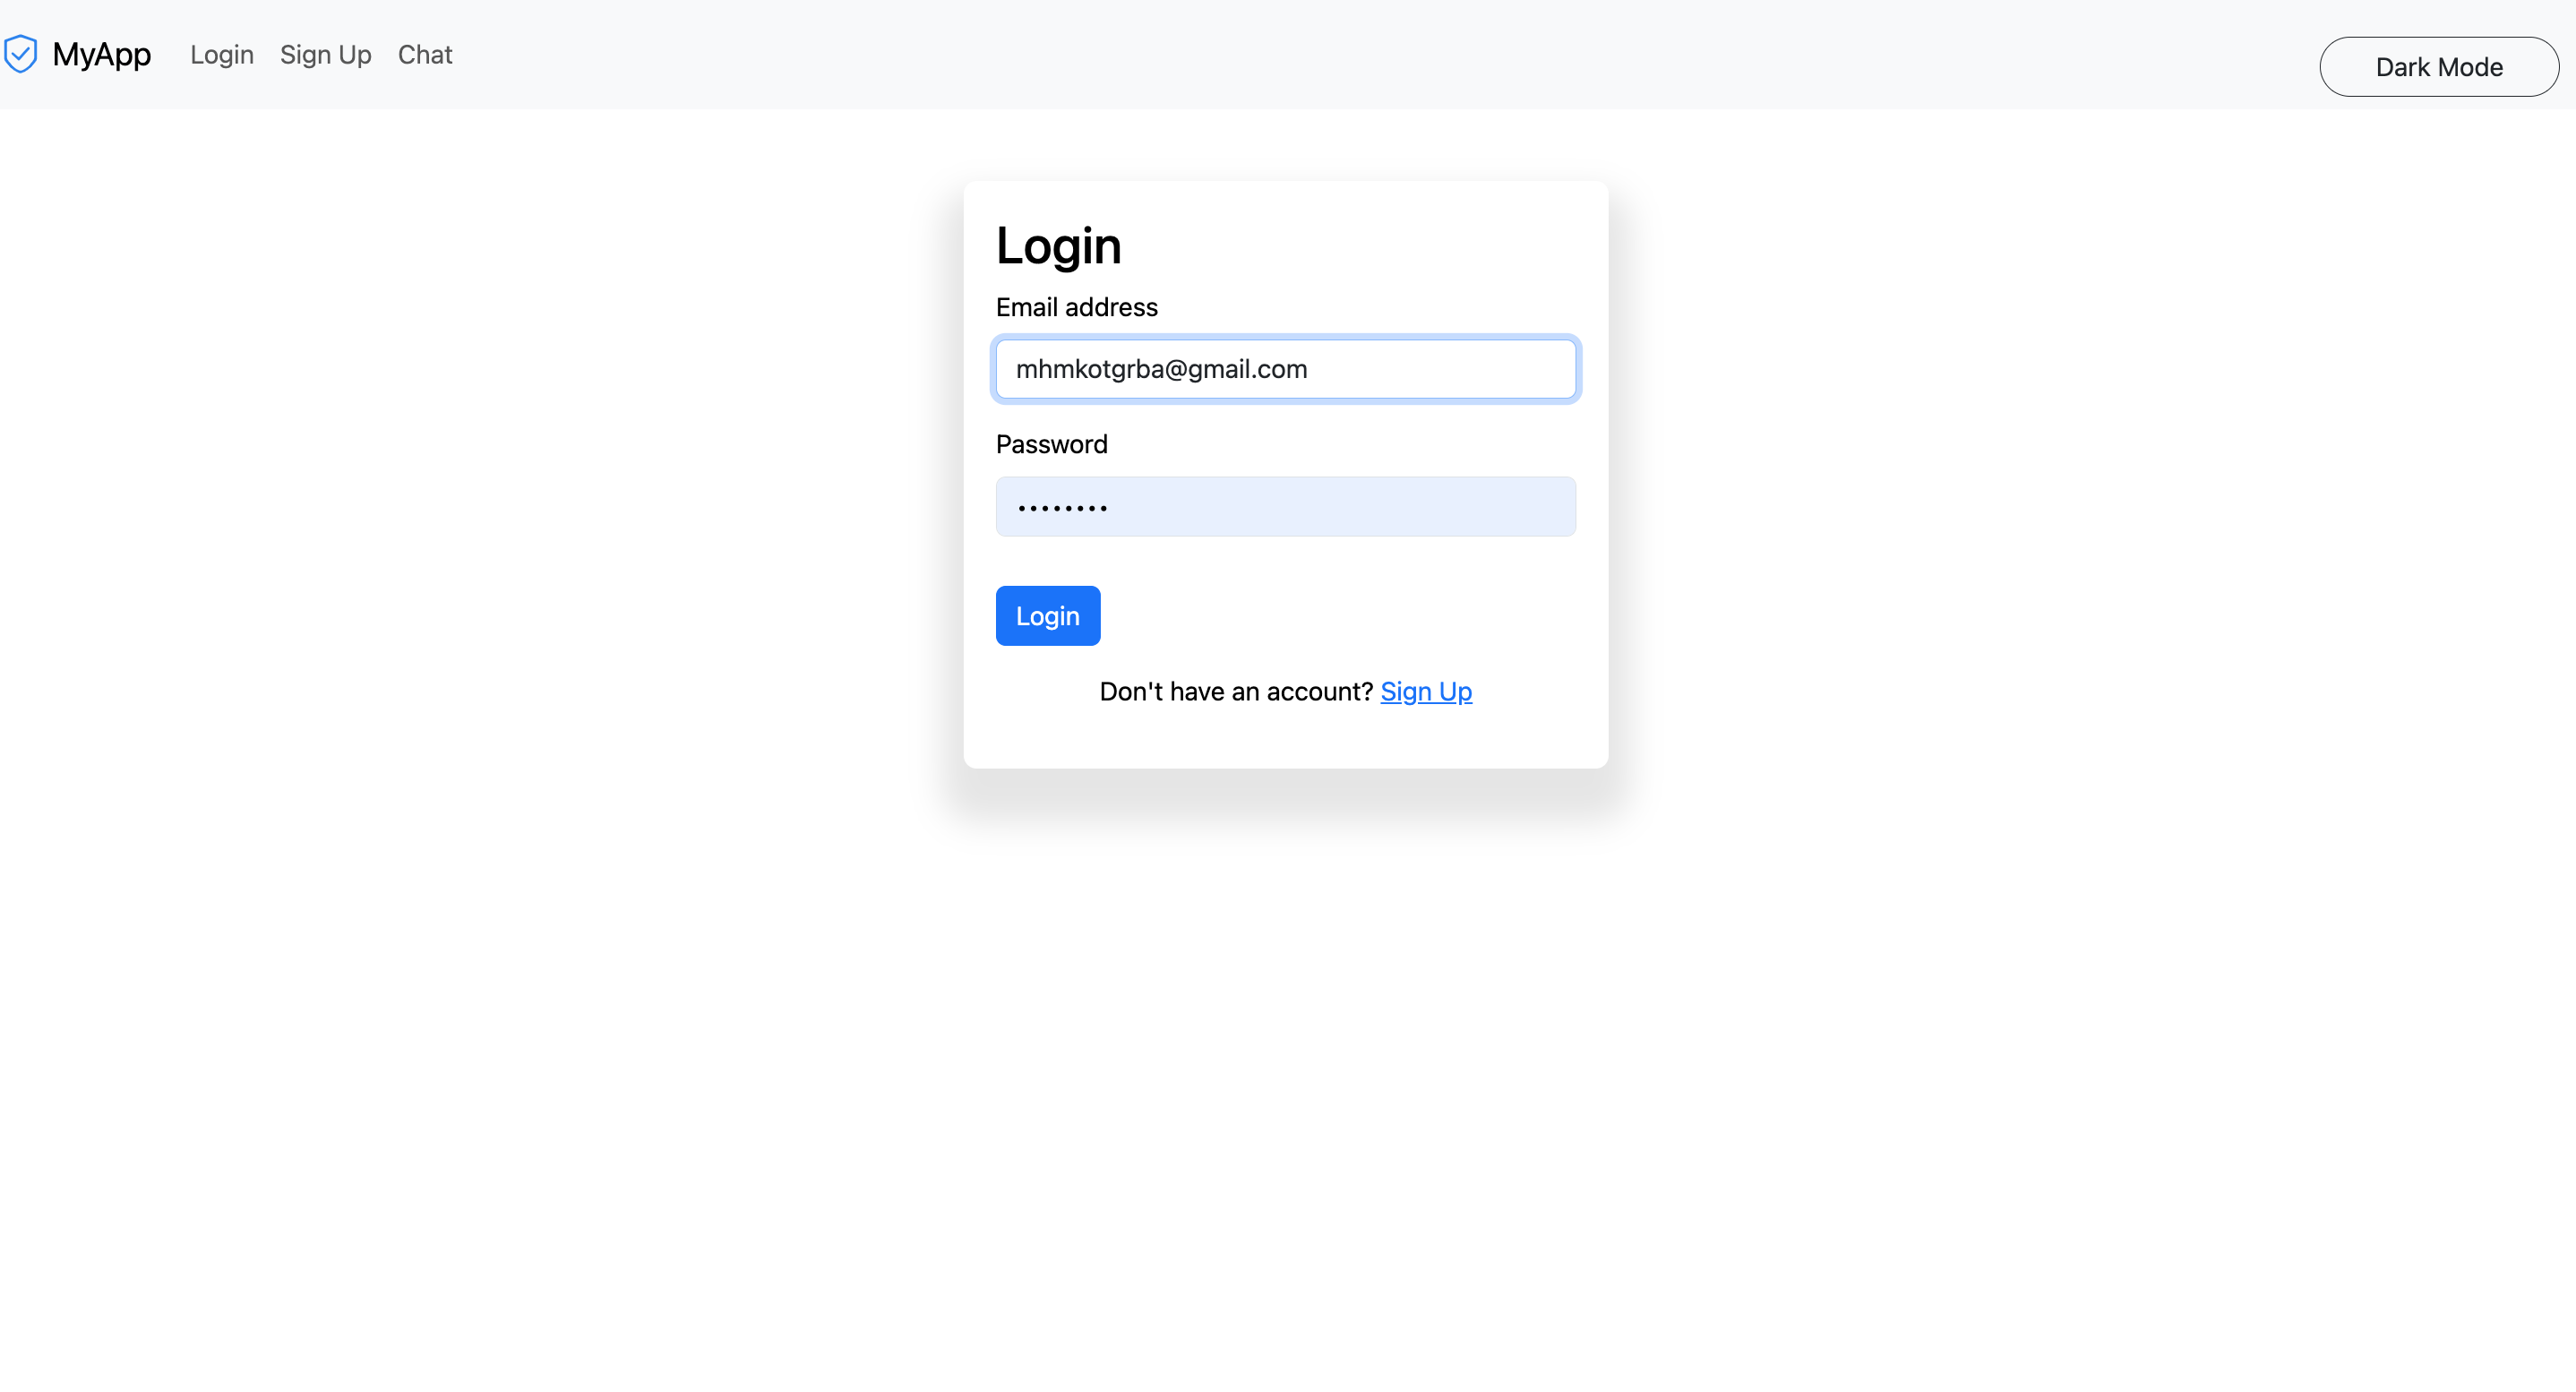 MyApp Login Sign Up Chat Dark Mode
Login
Email address
mhmkotgrba@gmail.com
Password
••••••••
Login
Don't have an account? Sign Up